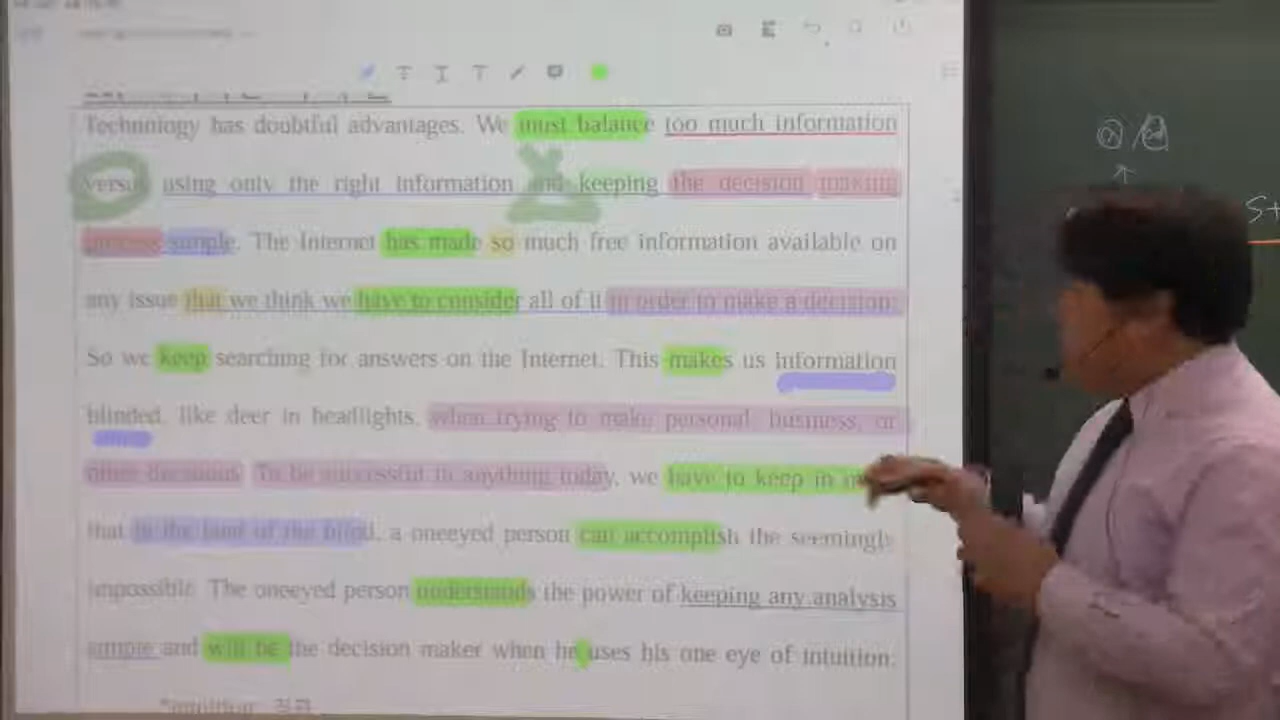 Technology has doubtful advantages. We must balance too much information
versus using only the right information and keeping the decision making
process simple. The Internet has made so much free information available on
any issue that we think we have to consider all of it in order to make a decision.
So we keep searching for answers on the Internet. This makes us information
blinded, like deer in headlights, when trying to make personal, business, or
other decisions. To be successful in anything today, we have to keep in
that in the land of the blind, a oneeyed person can accomplish the seemingly
impossible. The oneeyed person understands the power of keeping any analysis
simple and will be the decision maker when he uses his one eye of intuition.
*intuition: 직관
S+